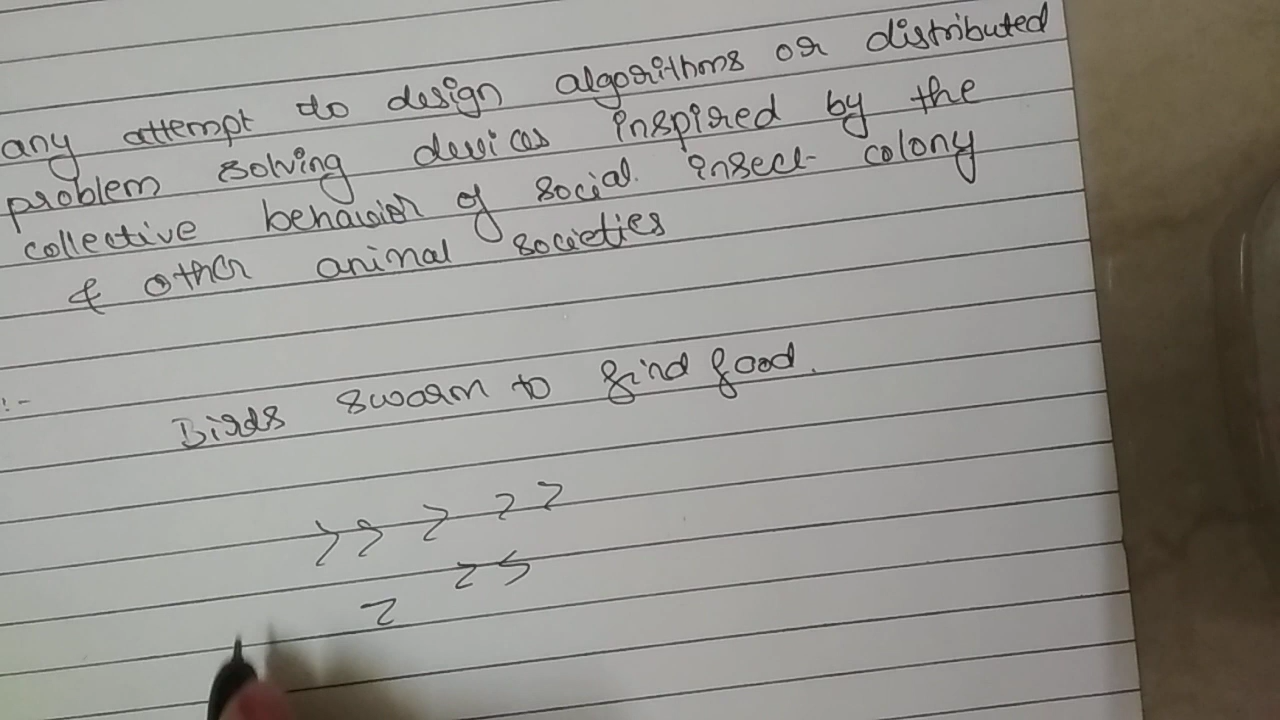 any attempt to design algorithms or distributed
problem solving devices inspired by the
collective behavior of social insect colony
& other animal societies
:-
Birds swarm to find food.